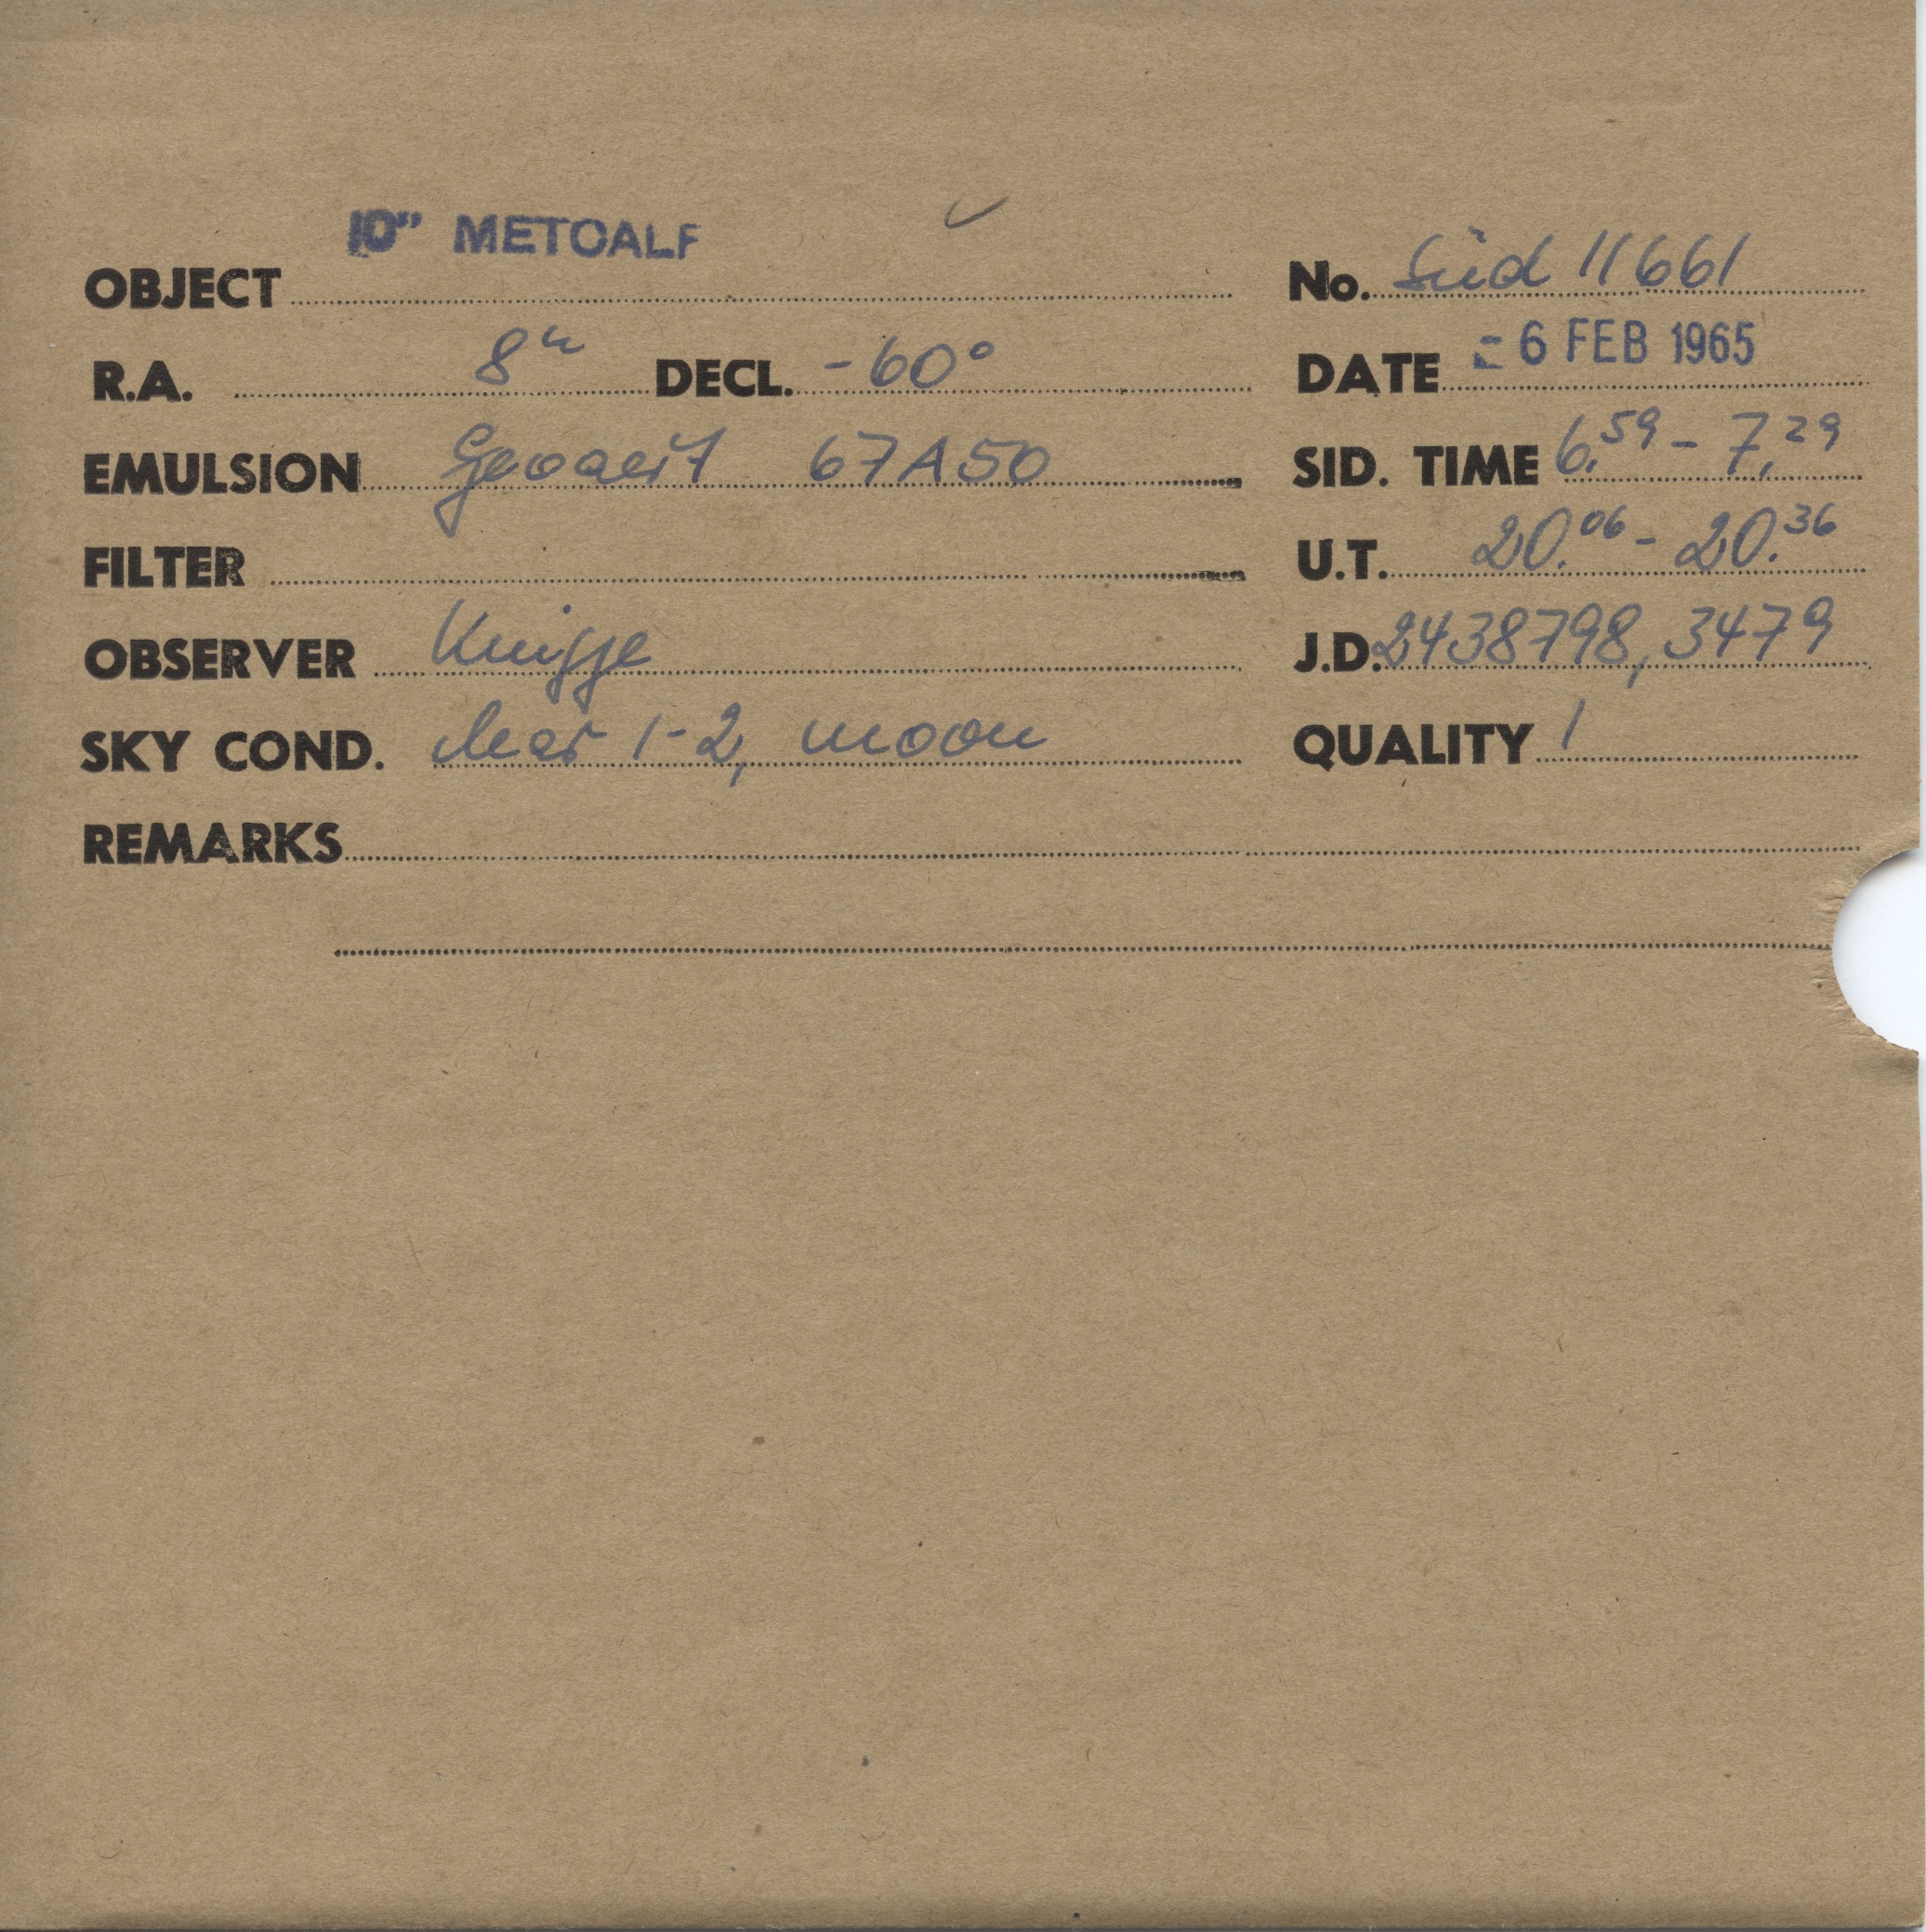 10" METCALF
OBJECT No. Süd 11661
R.A. 8h DECL. -60° DATE -6 FEB 1965
EMULSION Gevaert 67A50 SID. TIME 6.59 - 7.29
FILTER U.T. 20.06 - 20.36
OBSERVER Knigge J.D. 2438798,3479
SKY COND. clear 1-2, moon QUALITY 1
REMARKS